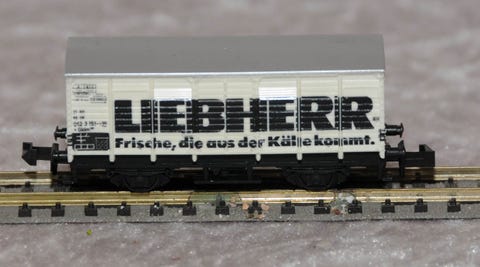 LIEBHERR
Frische, die aus der Kälte kommt.